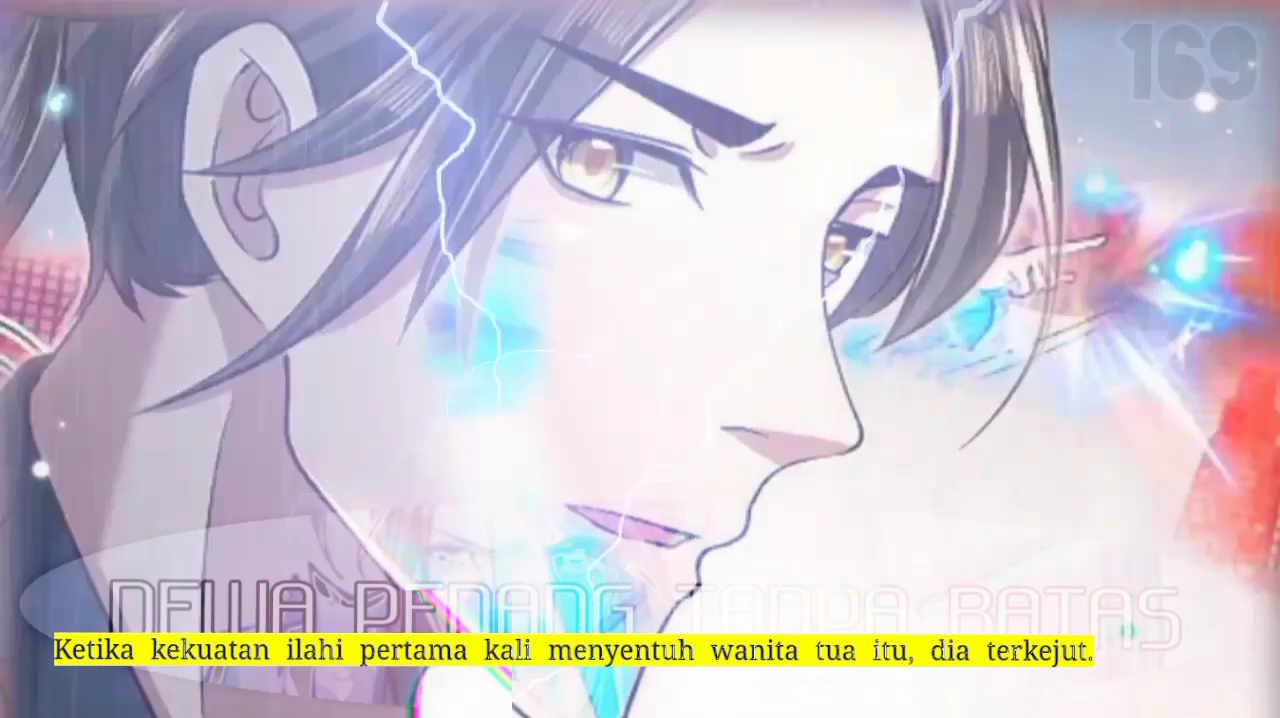 169
DEWA PEDANG TANPA BATAS
Ketika kekuatan ilahi pertama kali menyentuh wanita tua itu, dia terkejut.